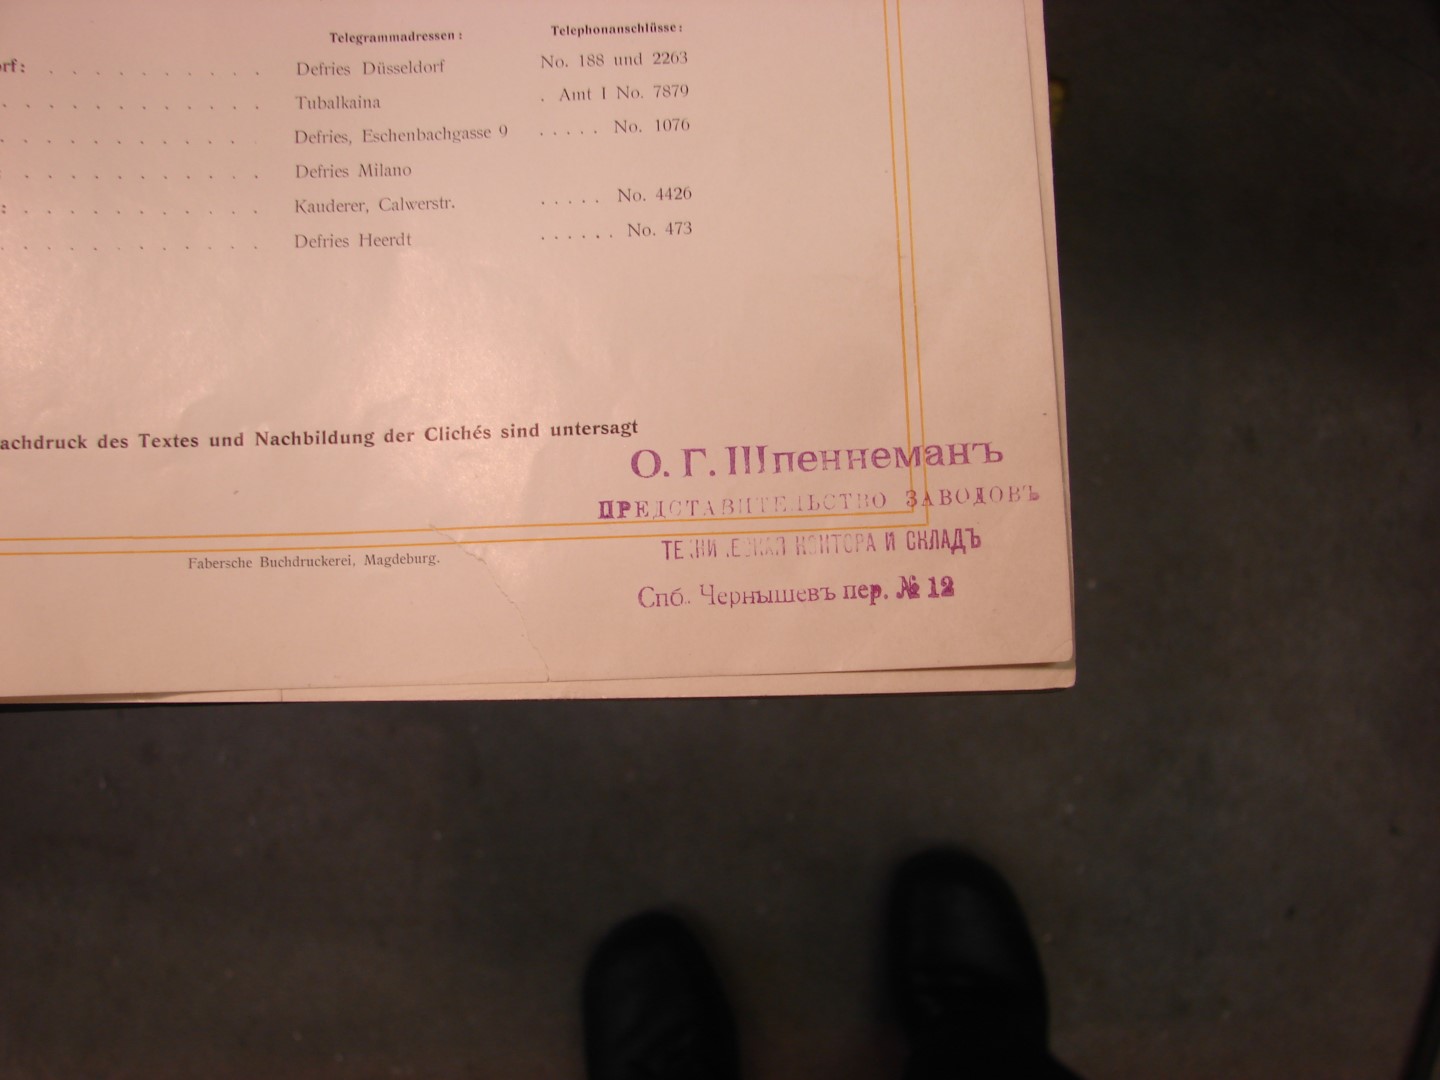 Telegrammadressen: Telephonanschlüsse:
rf: . . . . . . . . . . Defries Düsseldorf No. 188 und 2263
. . . . . . . . . . . . Tubalkaina . Amt I No. 7879
. . . . . . . . . . . Defries, Eschenbachgasse 9 . . . . . No. 1076
: . . . . . . . . . . . Defries Milano
: . . . . . . . . . . . Kauderer, Calwerstr. . . . . . No. 4426
. . . . . . . . . . . . Defries Heerdt . . . . . . No. 473
achdruck des Textes und Nachbildung der Clichés sind untersagt
О. Г. Шпеннеманъ
ПРЕДСТАВИТЕЛЬСТВО ЗАВОДОВЪ
ТЕХНИЧЕСКАЯ КОНТОРА И СКЛАДЪ
Fabersche Buchdruckerei, Magdeburg.
Спб. Чернышевъ пер. № 12